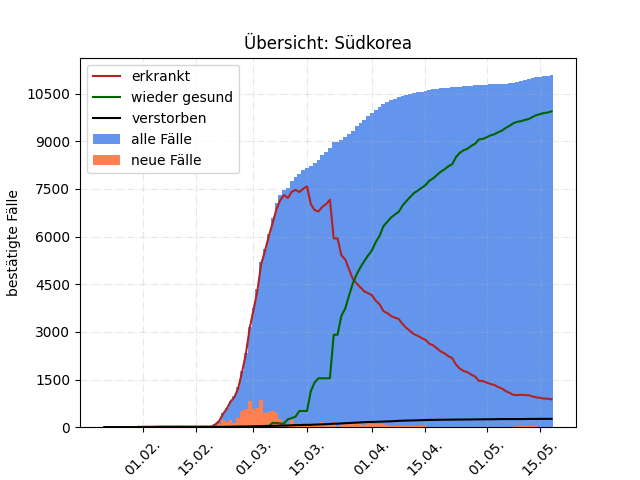 Übersicht: Südkorea
erkrankt
wieder gesund
verstorben
alle Fälle
neue Fälle
bestätigte Fälle
10500
9000
7500
6000
4500
3000
1500
0
01.02.
15.02.
01.03.
15.03.
01.04.
15.04.
01.05.
15.05.